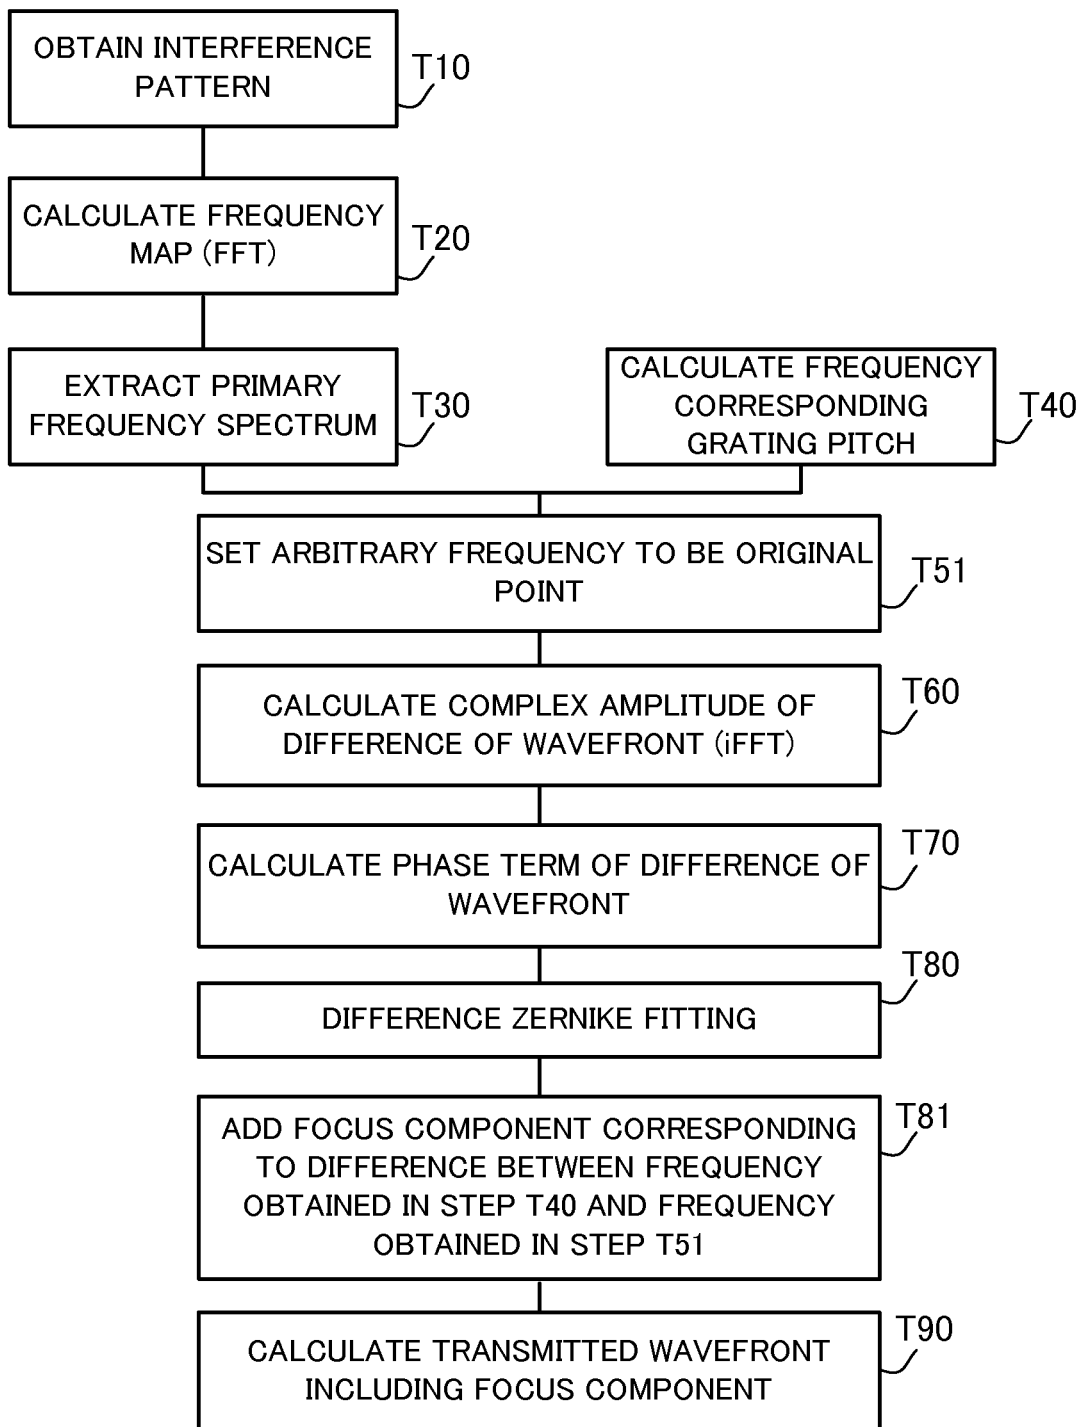 OBTAIN INTERFERENCE
PATTERN
T10
CALCULATE FREQUENCY
MAP (FFT)
T20
EXTRACT PRIMARY
FREQUENCY SPECTRUM
T30
CALCULATE FREQUENCY
CORRESPONDING
GRATING PITCH
T40
SET ARBITRARY FREQUENCY TO BE ORIGINAL
POINT
T51
CALCULATE COMPLEX AMPLITUDE OF
DIFFERENCE OF WAVEFRONT (iFFT)
T60
CALCULATE PHASE TERM OF DIFFERENCE OF
WAVEFRONT
T70
DIFFERENCE ZERNIKE FITTING
T80
ADD FOCUS COMPONENT CORRESPONDING
TO DIFFERENCE BETWEEN FREQUENCY
OBTAINED IN STEP T40 AND FREQUENCY
OBTAINED IN STEP T51
T81
CALCULATE TRANSMITTED WAVEFRONT
INCLUDING FOCUS COMPONENT
T90